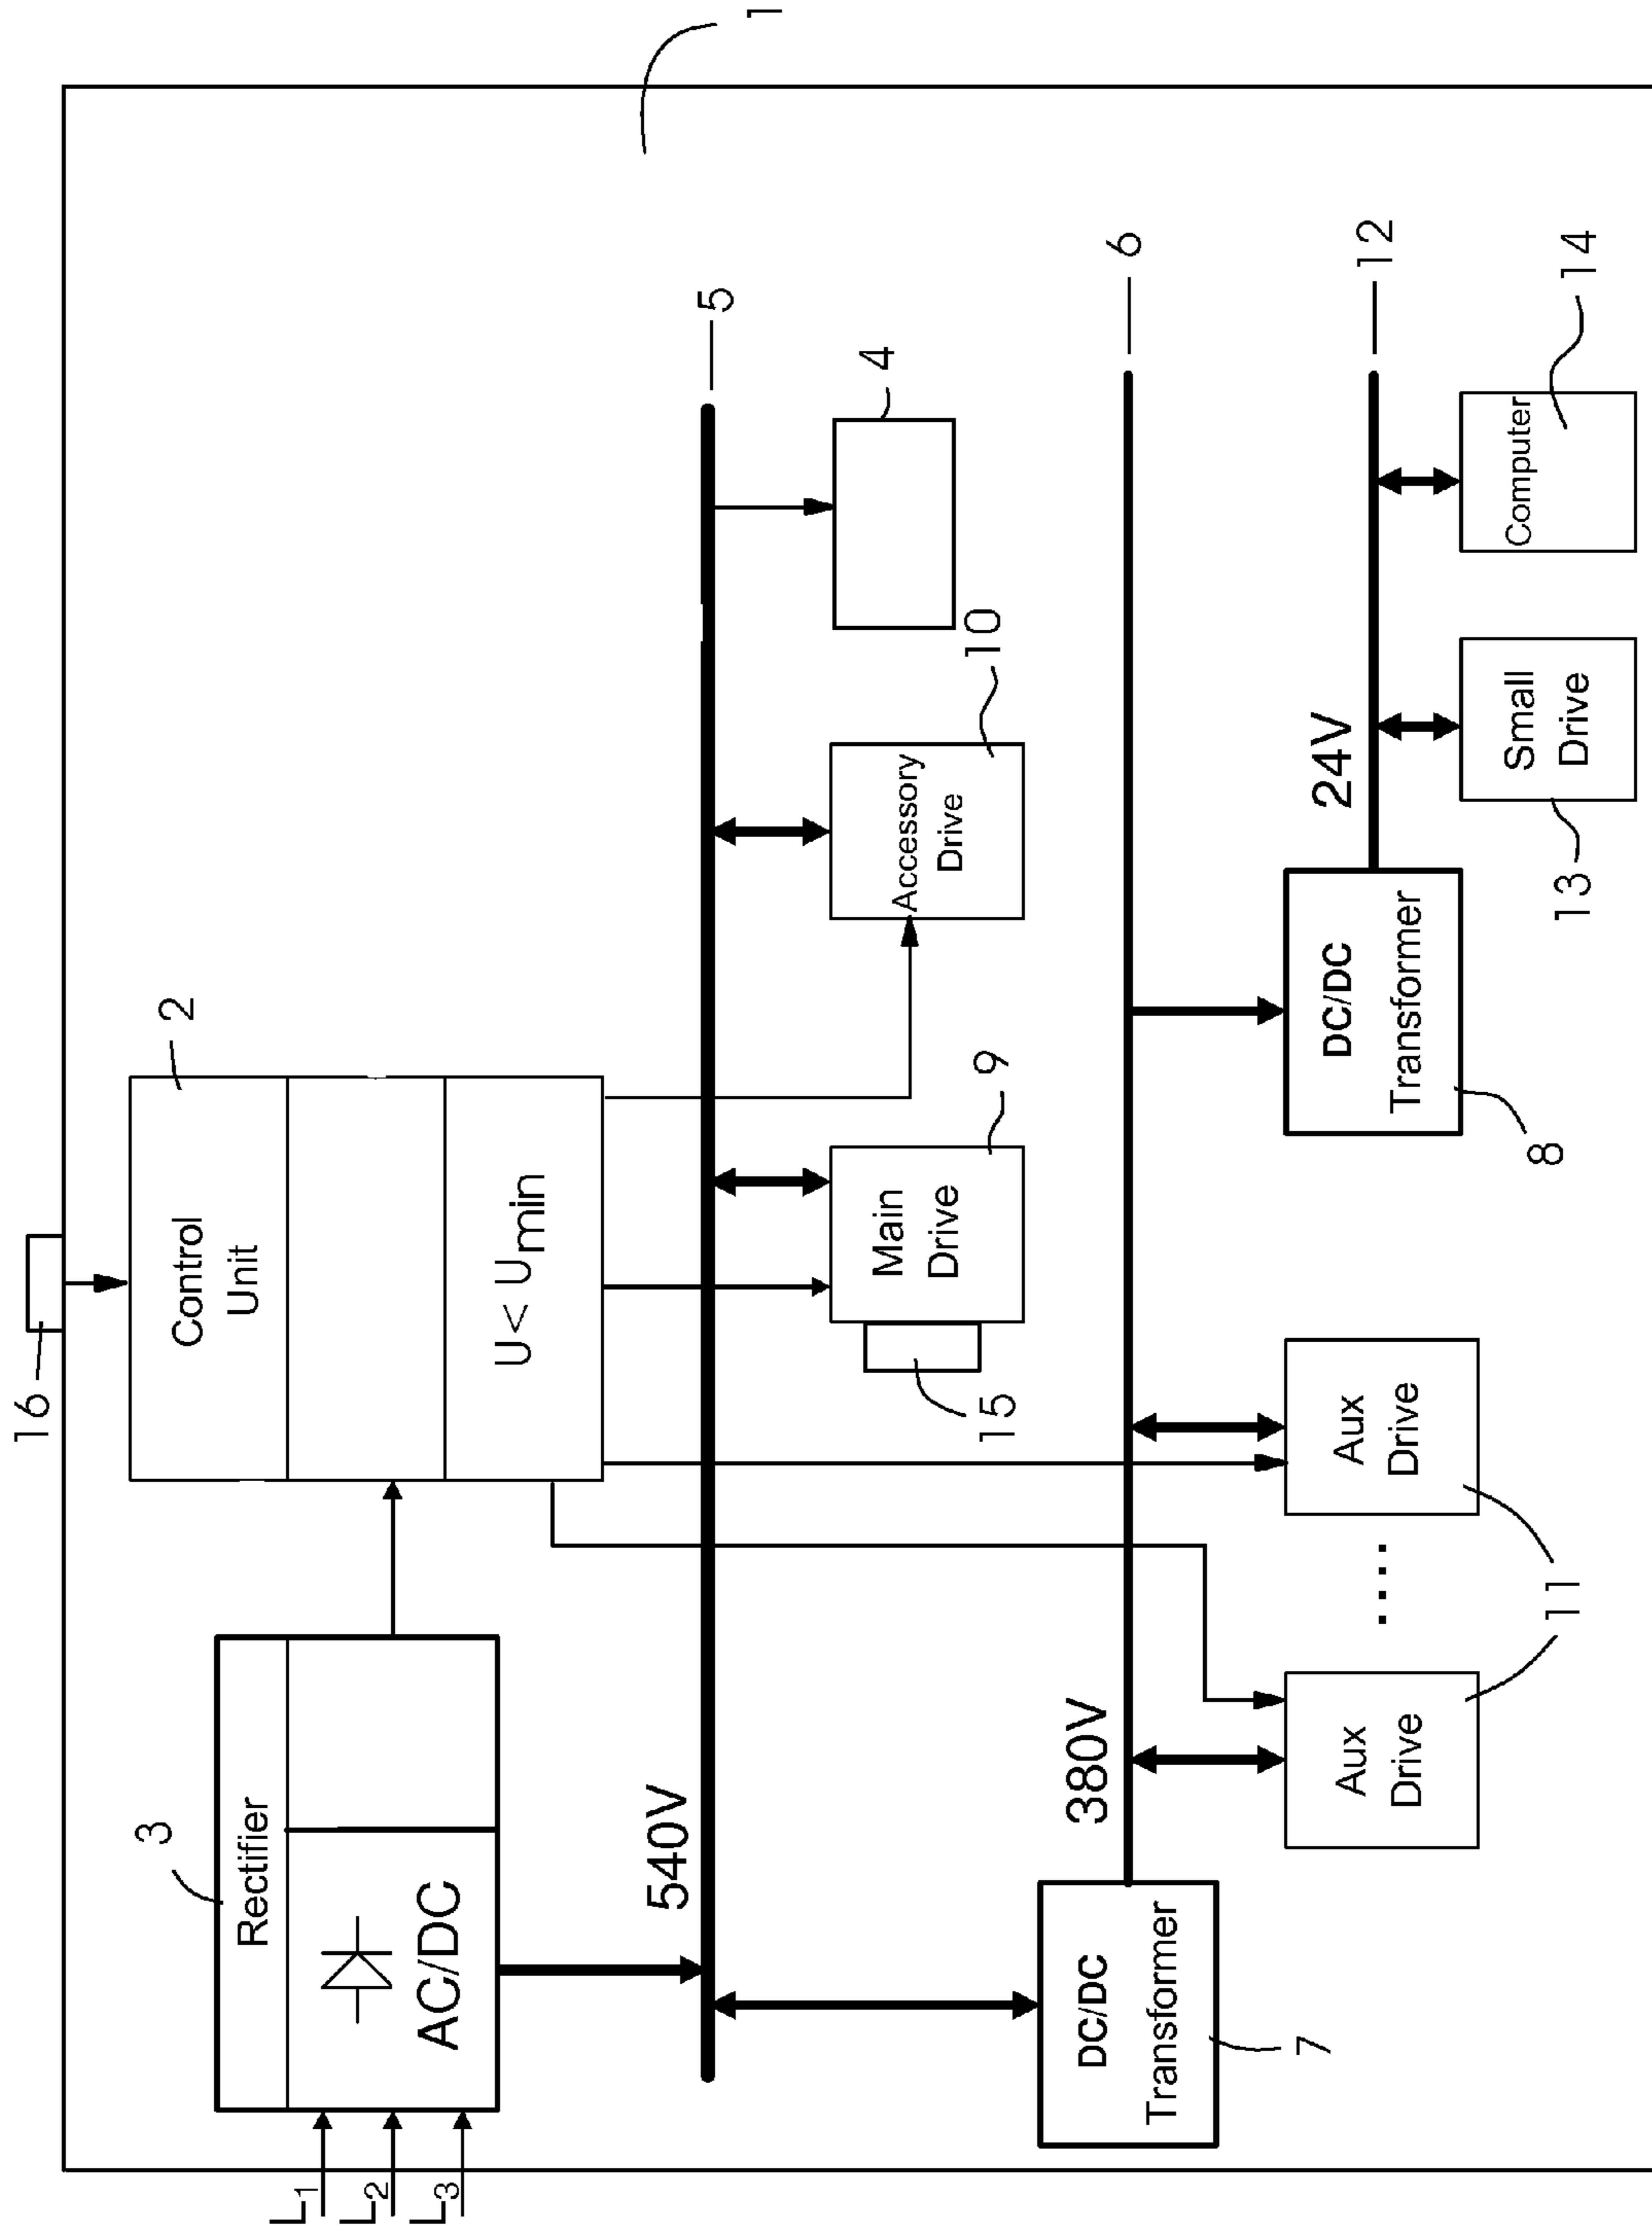 1
16
2
Control
Unit
U< Umin
3
Rectifier
AC/DC
L1
L2
L3
540V
5
4
10
Accessory
Drive
9
Main
Drive
15
6
380V
DC/DC
Transformer
7
Aux
Drive
....
Aux
Drive
11
DC/DC
Transformer
8
24V
12
Small
Drive
13
Computer
14